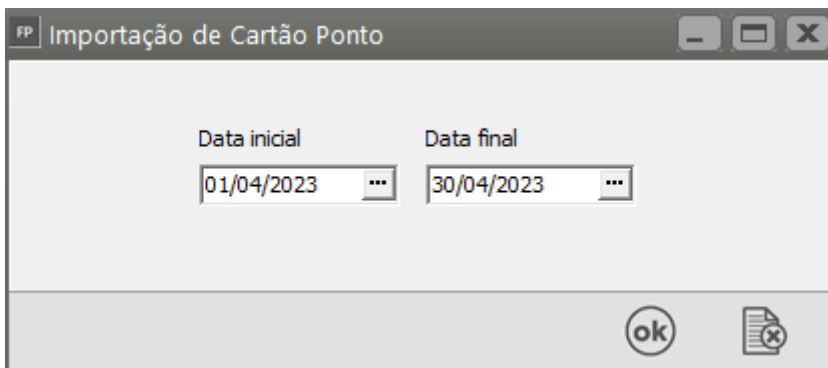 FP Importação de Cartão Ponto
Data inicial Data final
01/04/2023 ... 30/04/2023 ...
ok